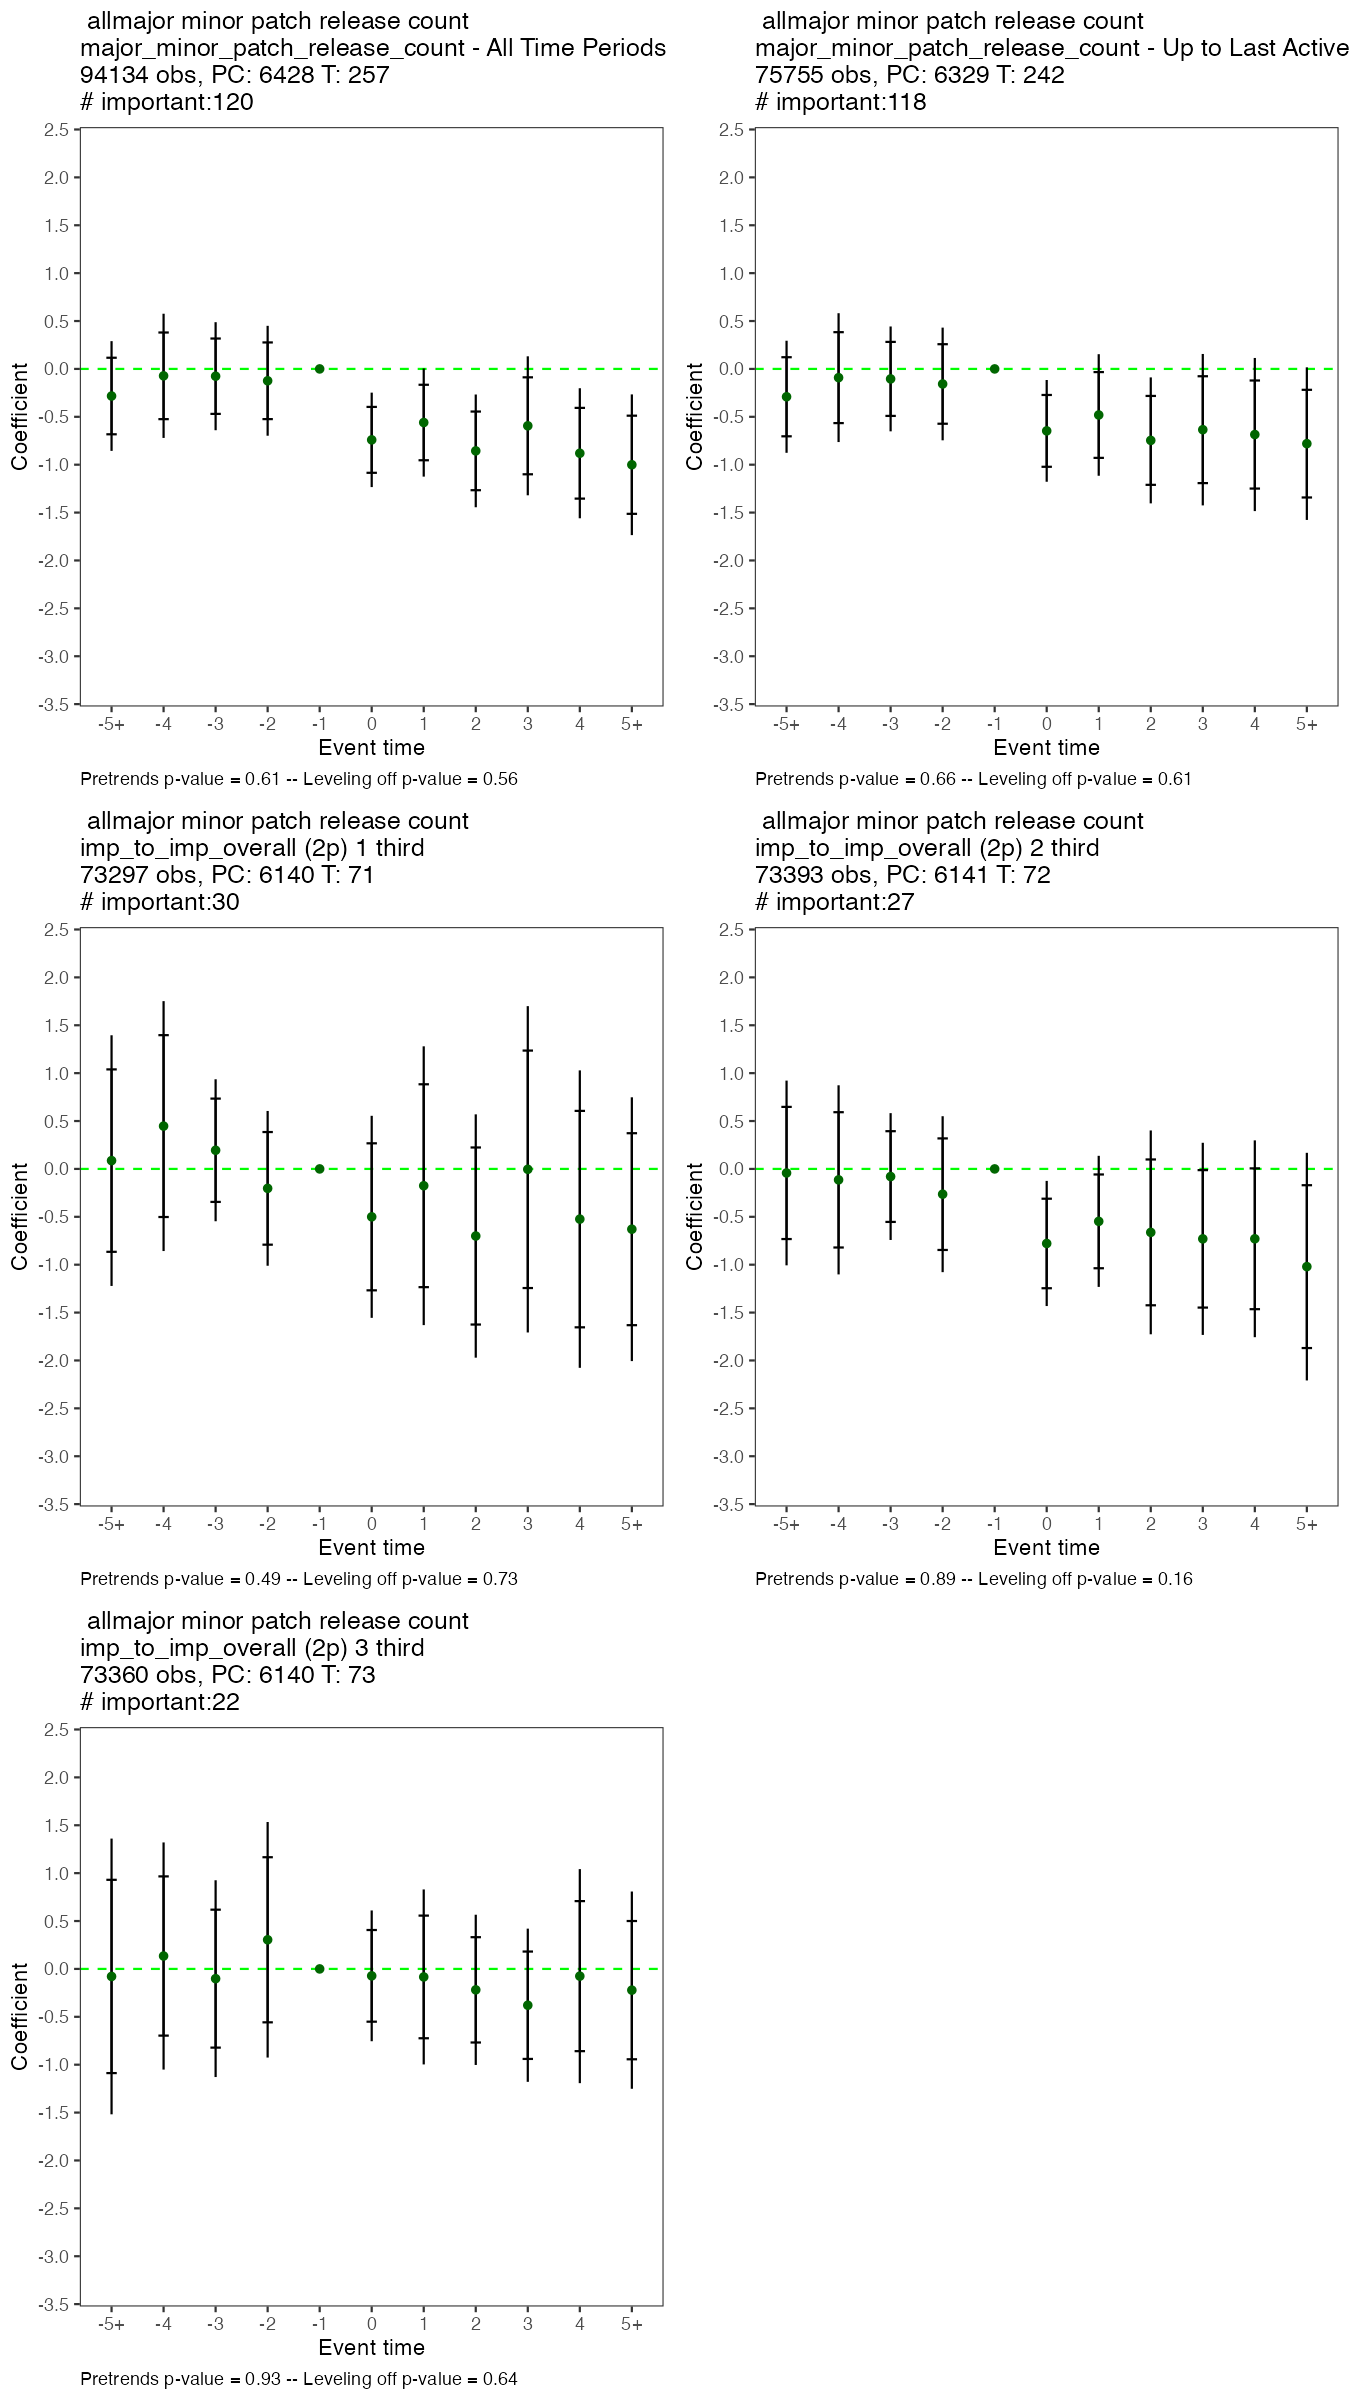 allmajor minor patch release count
major_minor_patch_release_count - All Time Periods
94134 obs, PC: 6428 T: 257
# important:120
2.5
2.0
1.5
1.0
0.5
0.0
-0.5
-1.0
-1.5
-2.0
-2.5
-3.0
-3.5
Coefficient
-5+ -4 -3 -2 -1 0 1 2 3 4 5+
Event time
Pretrends p-value = 0.61 -- Leveling off p-value = 0.56
allmajor minor patch release count
major_minor_patch_release_count - Up to Last Active
75755 obs, PC: 6329 T: 242
# important:118
2.5
2.0
1.5
1.0
0.5
0.0
-0.5
-1.0
-1.5
-2.0
-2.5
-3.0
-3.5
Coefficient
-5+ -4 -3 -2 -1 0 1 2 3 4 5+
Event time
Pretrends p-value = 0.66 -- Leveling off p-value = 0.61
allmajor minor patch release count
imp_to_imp_overall (2p) 1 third
73297 obs, PC: 6140 T: 71
# important:30
2.5
2.0
1.5
1.0
0.5
0.0
-0.5
-1.0
-1.5
-2.0
-2.5
-3.0
-3.5
Coefficient
-5+ -4 -3 -2 -1 0 1 2 3 4 5+
Event time
Pretrends p-value = 0.49 -- Leveling off p-value = 0.73
allmajor minor patch release count
imp_to_imp_overall (2p) 2 third
73393 obs, PC: 6141 T: 72
# important:27
2.5
2.0
1.5
1.0
0.5
0.0
-0.5
-1.0
-1.5
-2.0
-2.5
-3.0
-3.5
Coefficient
-5+ -4 -3 -2 -1 0 1 2 3 4 5+
Event time
Pretrends p-value = 0.89 -- Leveling off p-value = 0.16
allmajor minor patch release count
imp_to_imp_overall (2p) 3 third
73360 obs, PC: 6140 T: 73
# important:22
2.5
2.0
1.5
1.0
0.5
0.0
-0.5
-1.0
-1.5
-2.0
-2.5
-3.0
-3.5
Coefficient
-5+ -4 -3 -2 -1 0 1 2 3 4 5+
Event time
Pretrends p-value = 0.93 -- Leveling off p-value = 0.64